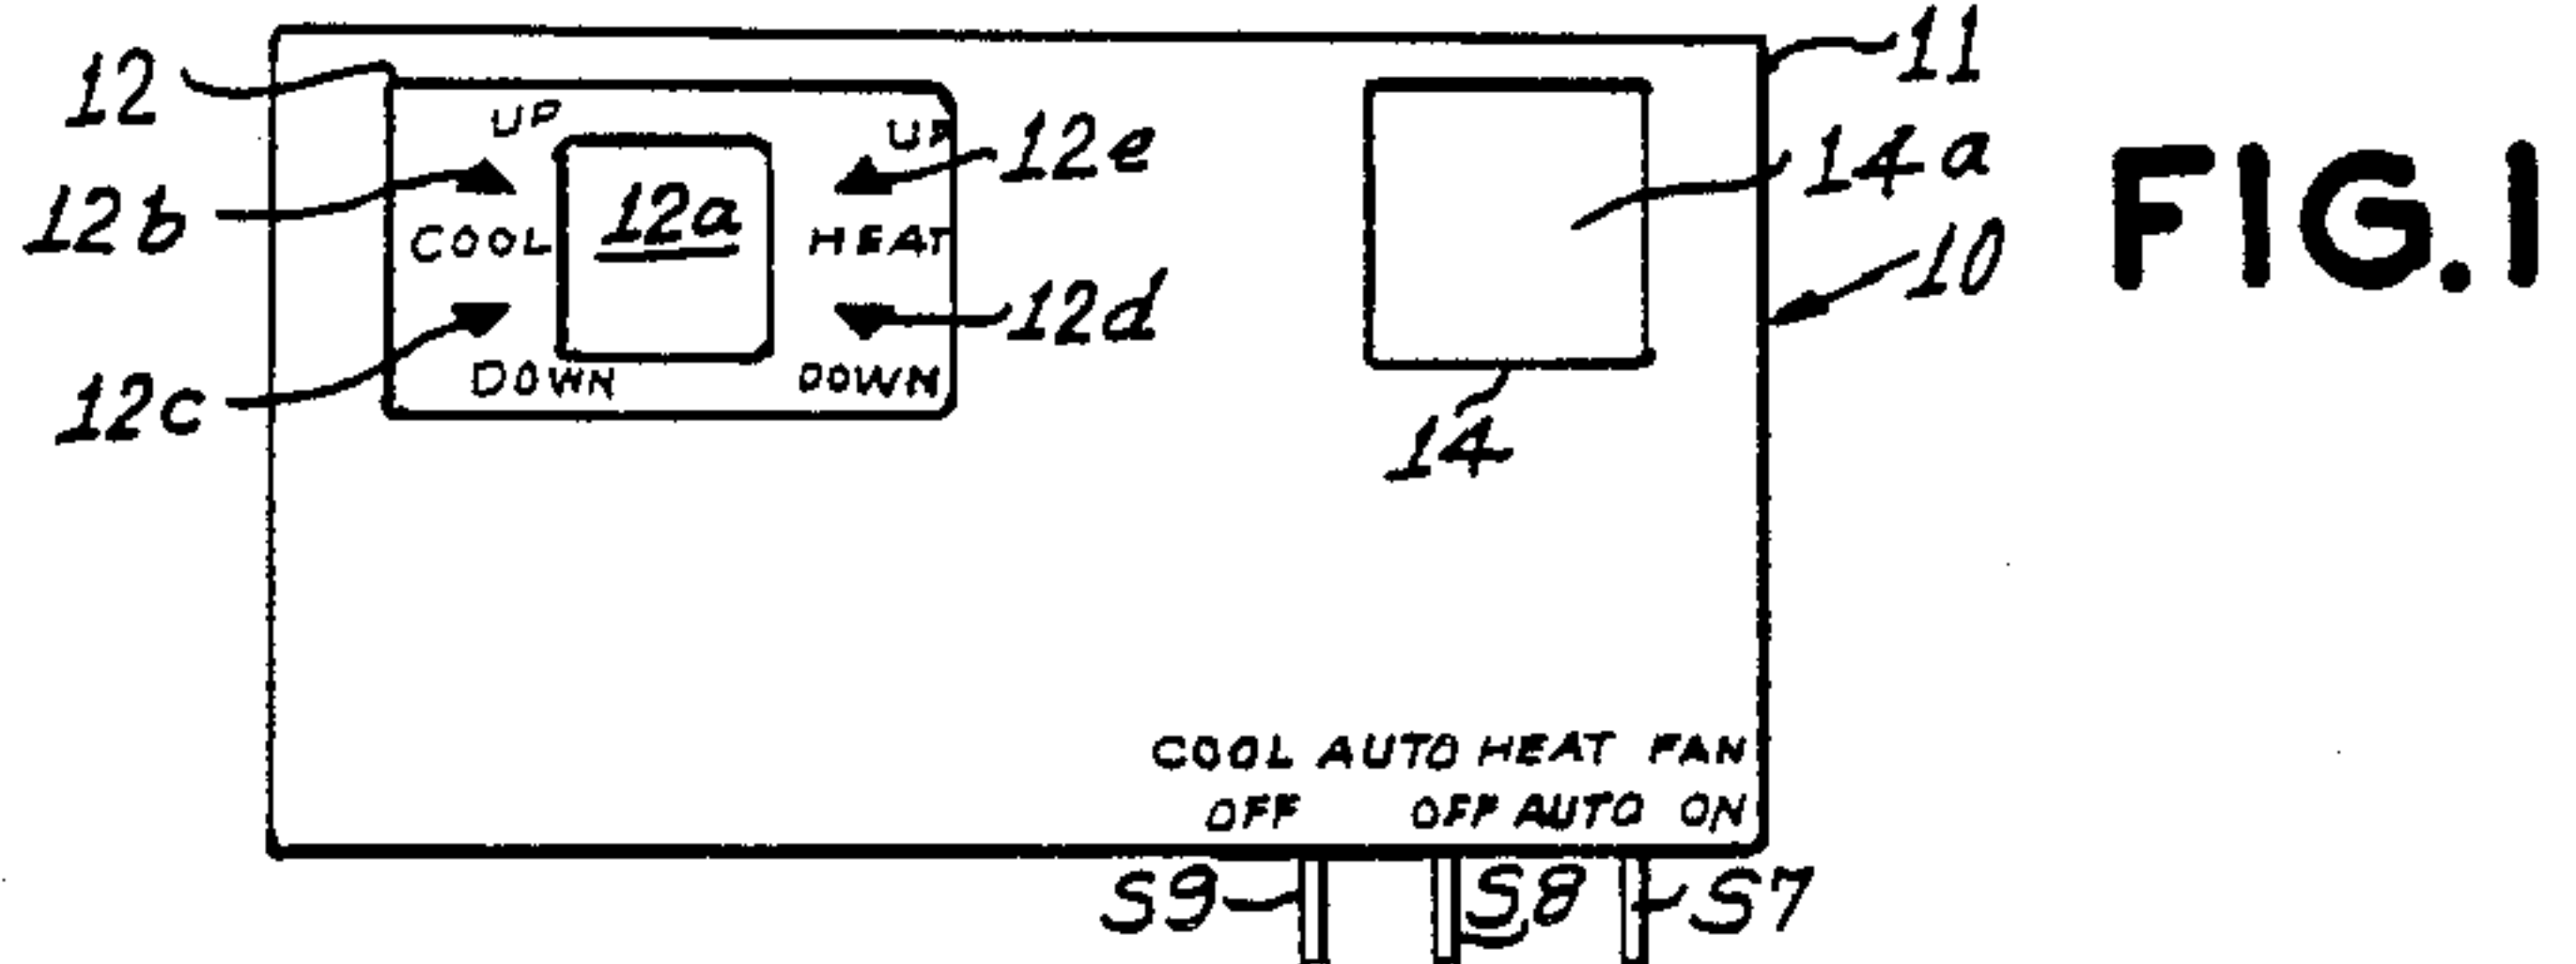 12
11
UP
UP
12e
14a
FIG.1
12b
12a
COOL
HEAT
10
12d
12c
DOWN
DOWN
14
COOL AUTO HEAT FAN
OFF OFF AUTO ON
S9
S8
S7